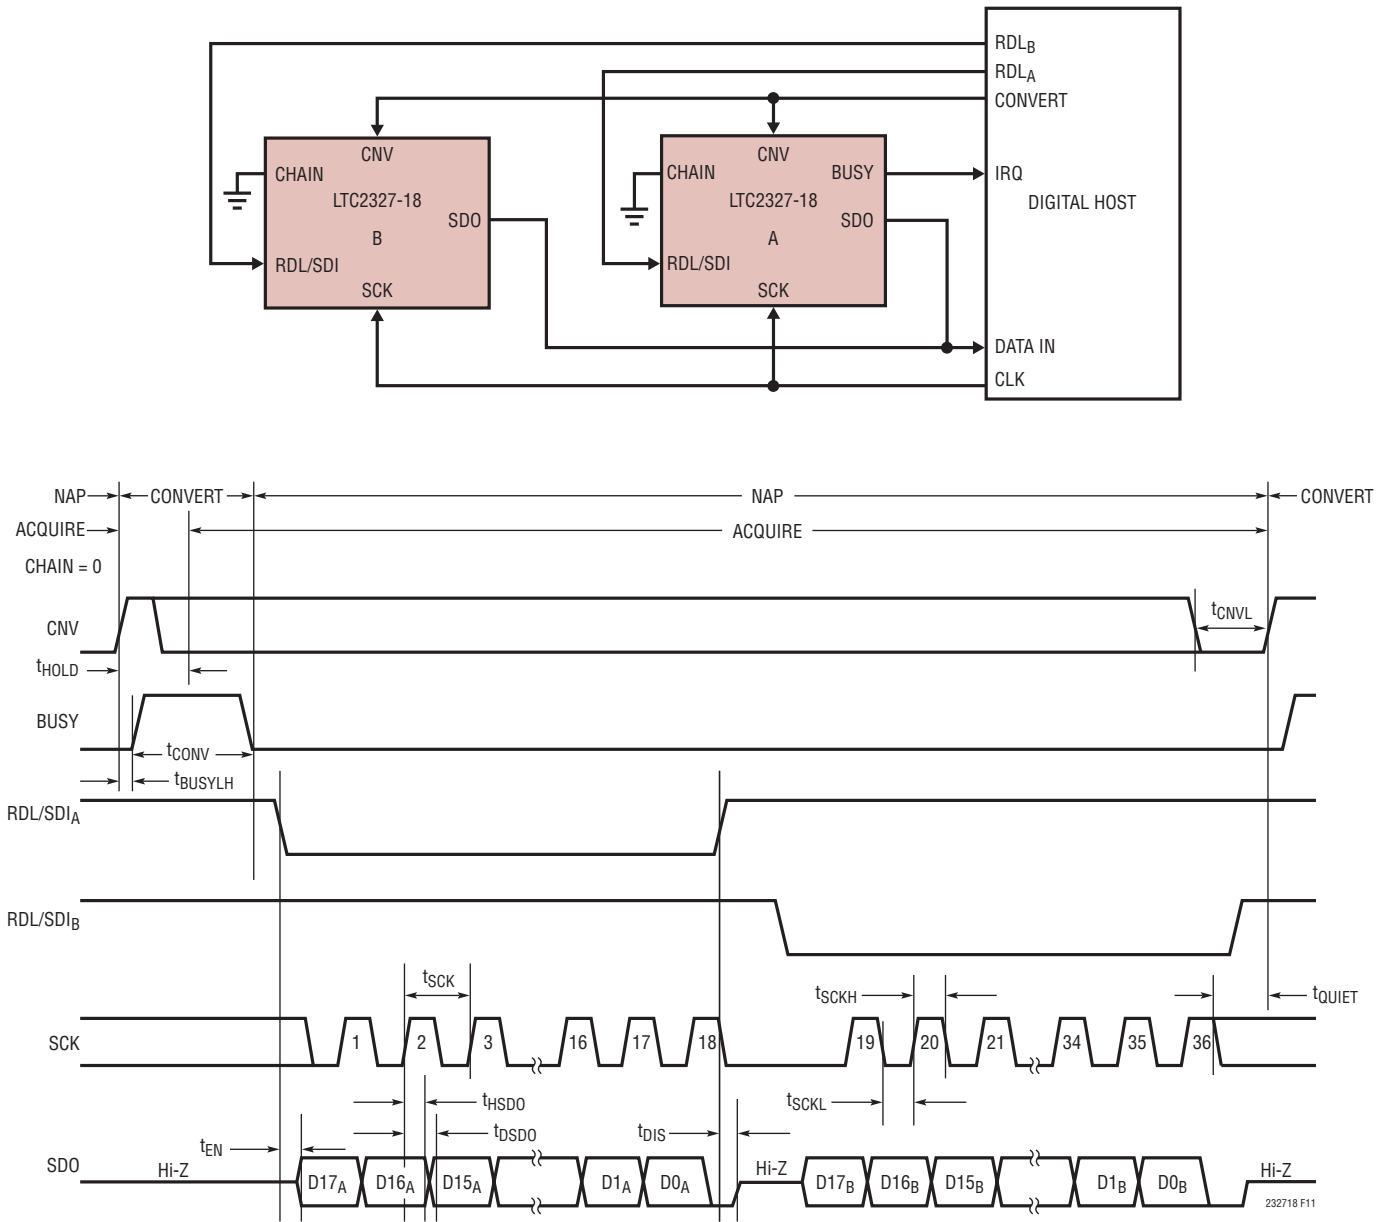 RDLB
RDLA
CONVERT
CNV
CHAIN
LTC2327-18
SDO
B
RDL/SDI
SCK
CNV
CHAIN
BUSY
LTC2327-18
SDO
A
RDL/SDI
SCK
IRQ
DIGITAL HOST
DATA IN
CLK
NAP CONVERT NAP CONVERT
ACQUIRE ACQUIRE
CHAIN = 0
CNV
tCNVL
tHOLD
BUSY
tCONV
tBUSYLH
RDL/SDIA
RDL/SDIB
tSCK tSCKH tQUIET
SCK 1 2 3 16 17 18 19 20 21 34 35 36
tHSDO tSCKL
tEN tDSDO tDIS
SDO Hi-Z D17A D16A D15A D1A D0A Hi-Z D17B D16B D15B D1B D0B Hi-Z
232718 F11